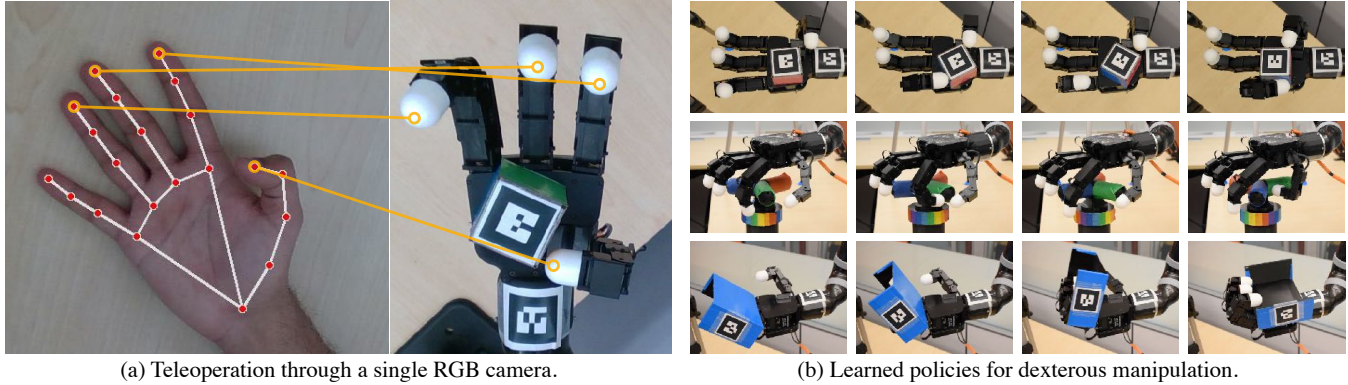 (a) Teleoperation through a single RGB camera.
(b) Learned policies for dexterous manipulation.